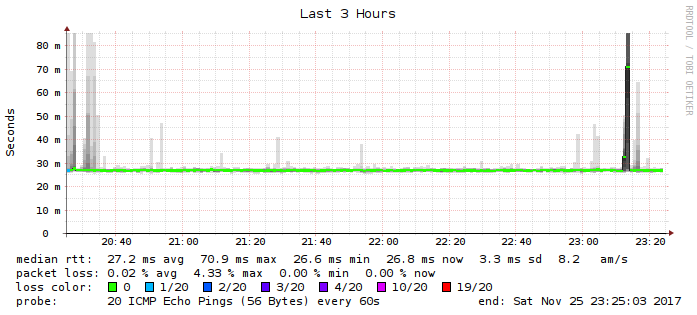 Last 3 Hours
RRDTOOL / TOBI OETIKER
Seconds
80 m
70 m
60 m
50 m
40 m
30 m
20 m
10 m
0
20:40 21:00 21:20 21:40 22:00 22:20 22:40 23:00 23:20
median rtt: 27.2 ms avg 70.9 ms max 26.6 ms min 26.8 ms now 3.3 ms sd 8.2 am/s
packet loss: 0.02 % avg 4.33 % max 0.00 % min 0.00 % now
loss color: 0 1/20 2/20 3/20 4/20 10/20 19/20
probe: 20 ICMP Echo Pings (56 Bytes) every 60s end: Sat Nov 25 23:25:03 2017